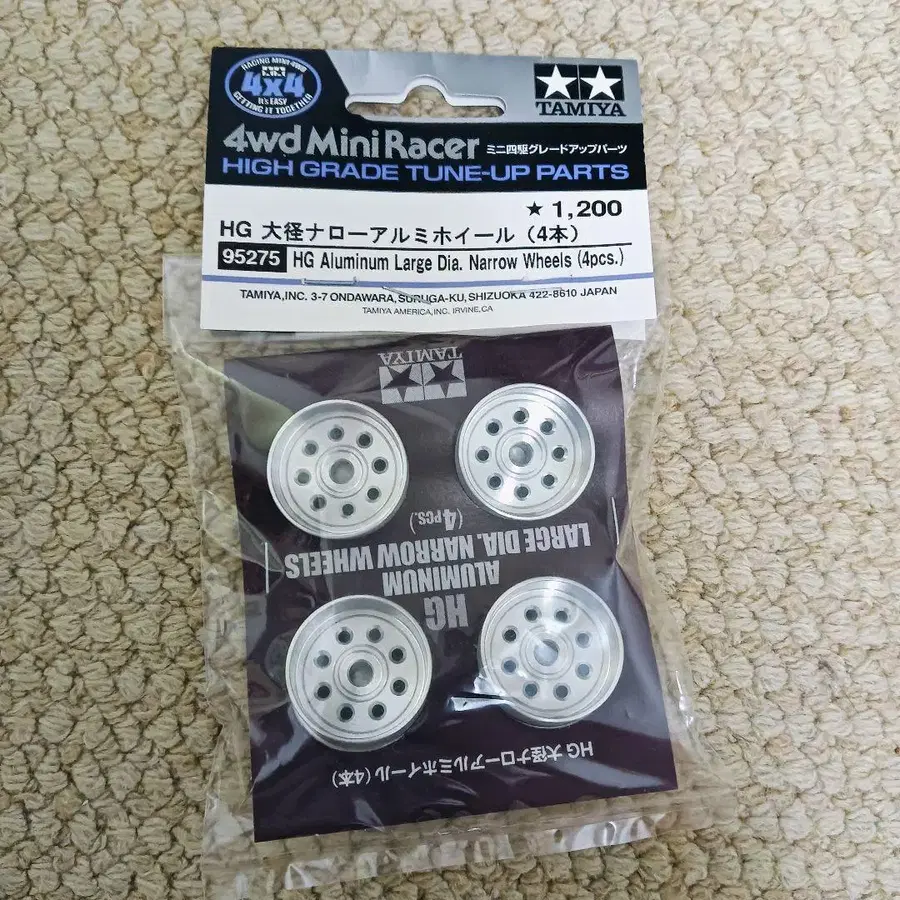 RACING MINI 4WD
4x4
It's EASY
GETTING IT TOGETHER
TAMIYA
4wd Mini Racer ミニ四駆グレードアップパーツ
HIGH GRADE TUNE-UP PARTS
★ 1,200
HG 大径ナローアルミホイール（4本）
95275 HG Aluminum Large Dia. Narrow Wheels (4pcs.)
TAMIYA,INC. 3-7 ONDAWARA, SURUGA-KU, SHIZUOKA 422-8610 JAPAN
TAMIYA AMERICA,INC. IRVINE,CA
HG 大径ナローアルミホイール (4本)
HG
ALUMINUM
LARGE DIA. NARROW WHEELS
(4PCS.)
TAMIYA